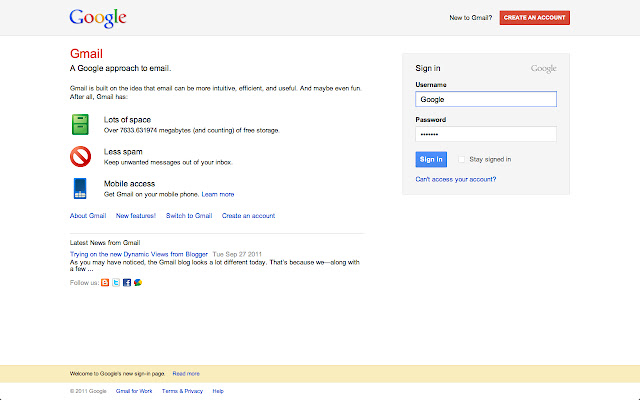 Google
New to Gmail? CREATE AN ACCOUNT
Gmail
A Google approach to email.
Gmail is built on the idea that email can be more intuitive, efficient, and useful. And maybe even fun.
After all, Gmail has:
Lots of space
Over 7633.631974 megabytes (and counting) of free storage.
Less spam
Keep unwanted messages out of your inbox.
Mobile access
Get Gmail on your mobile phone. Learn more
About Gmail New features! Switch to Gmail Create an account
Latest News from Gmail
Trying on the new Dynamic Views from Blogger Tue Sep 27 2011
As you may have noticed, the Gmail blog looks a lot different today. That's because we—along with
a few ...
Follow us:
Sign in Google
Username
Google
Password
•••••••
Sign in Stay signed in
Can't access your account?
Welcome to Google's new sign-in page. Read more
© 2011 Google Gmail for Work Terms & Privacy Help